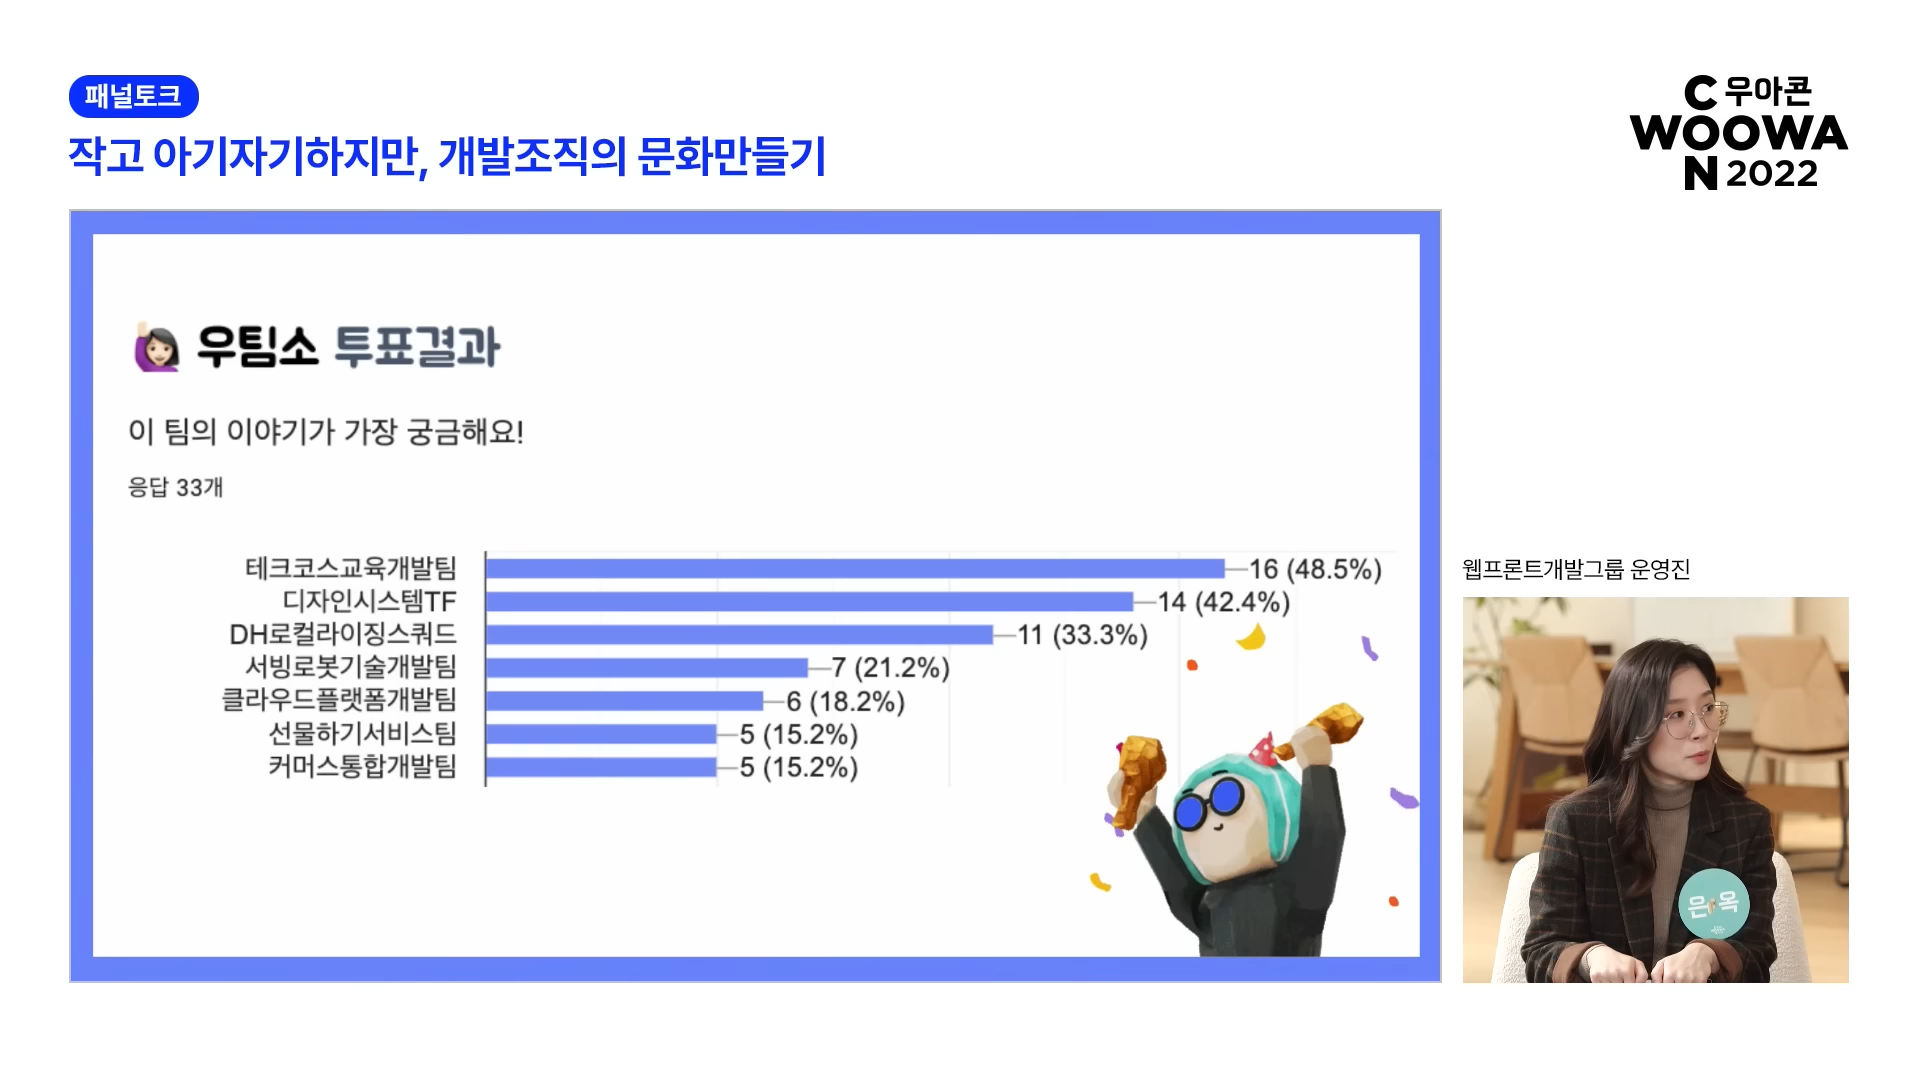 패널토크
작고 아기자기하지만, 개발조직의 문화만들기
C 우아콘
WOOWA
N 2022
우팀소 투표결과
이 팀의 이야기가 가장 궁금해요!
응답 33개
테크코스교육개발팀 16 (48.5%)
디자인시스템TF 14 (42.4%)
DH로컬라이징스쿼드 11 (33.3%)
서빙로봇기술개발팀 7 (21.2%)
클라우드플랫폼개발팀 6 (18.2%)
선물하기서비스팀 5 (15.2%)
커머스통합개발팀 5 (15.2%)
웹프론트개발그룹 운영진
은옥